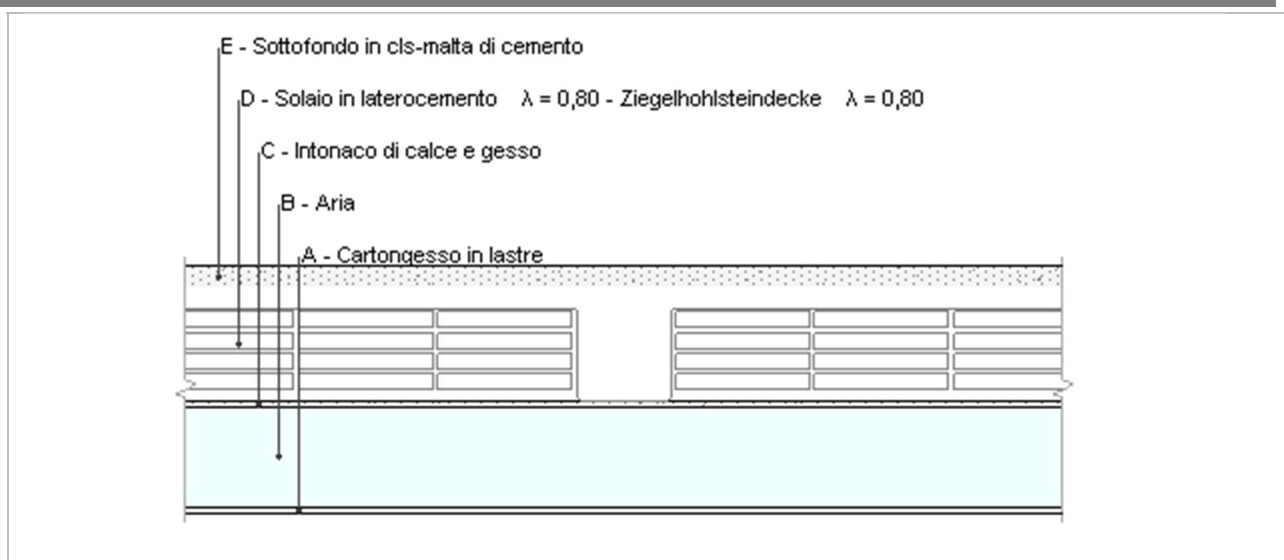 E - Sottofondo in cls-malta di cemento
D - Solaio in laterocemento λ = 0,80 - Ziegelhohlsteindecke λ = 0,80
C - Intonaco di calce e gesso
B - Aria
A - Cartongesso in lastre